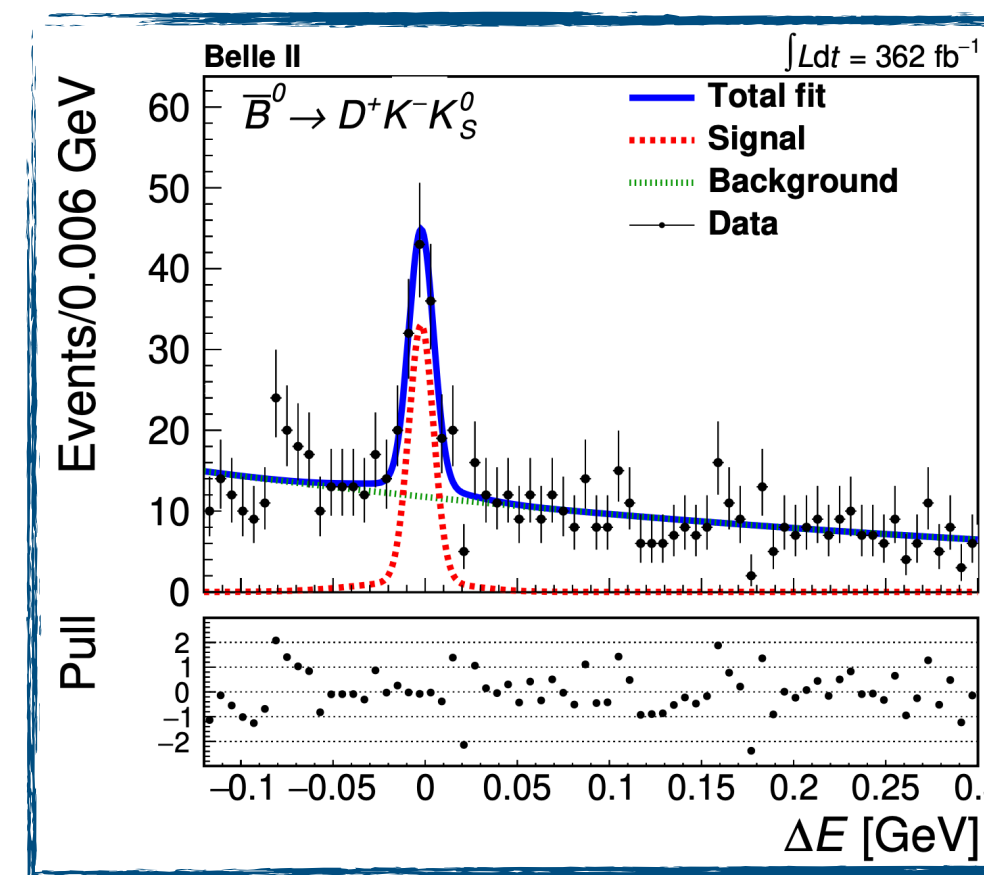 Belle II
∫Ldt = 362 fb⁻¹
B̅⁰ → D⁺K⁻K⁰_S
Total fit
Signal
Background
Data
Events/0.006 GeV
60
50
40
30
20
10
0
Pull
2
1
0
−1
−2
−0.1 −0.05 0 0.05 0.1 0.15 0.2 0.25 0.
ΔE [GeV]